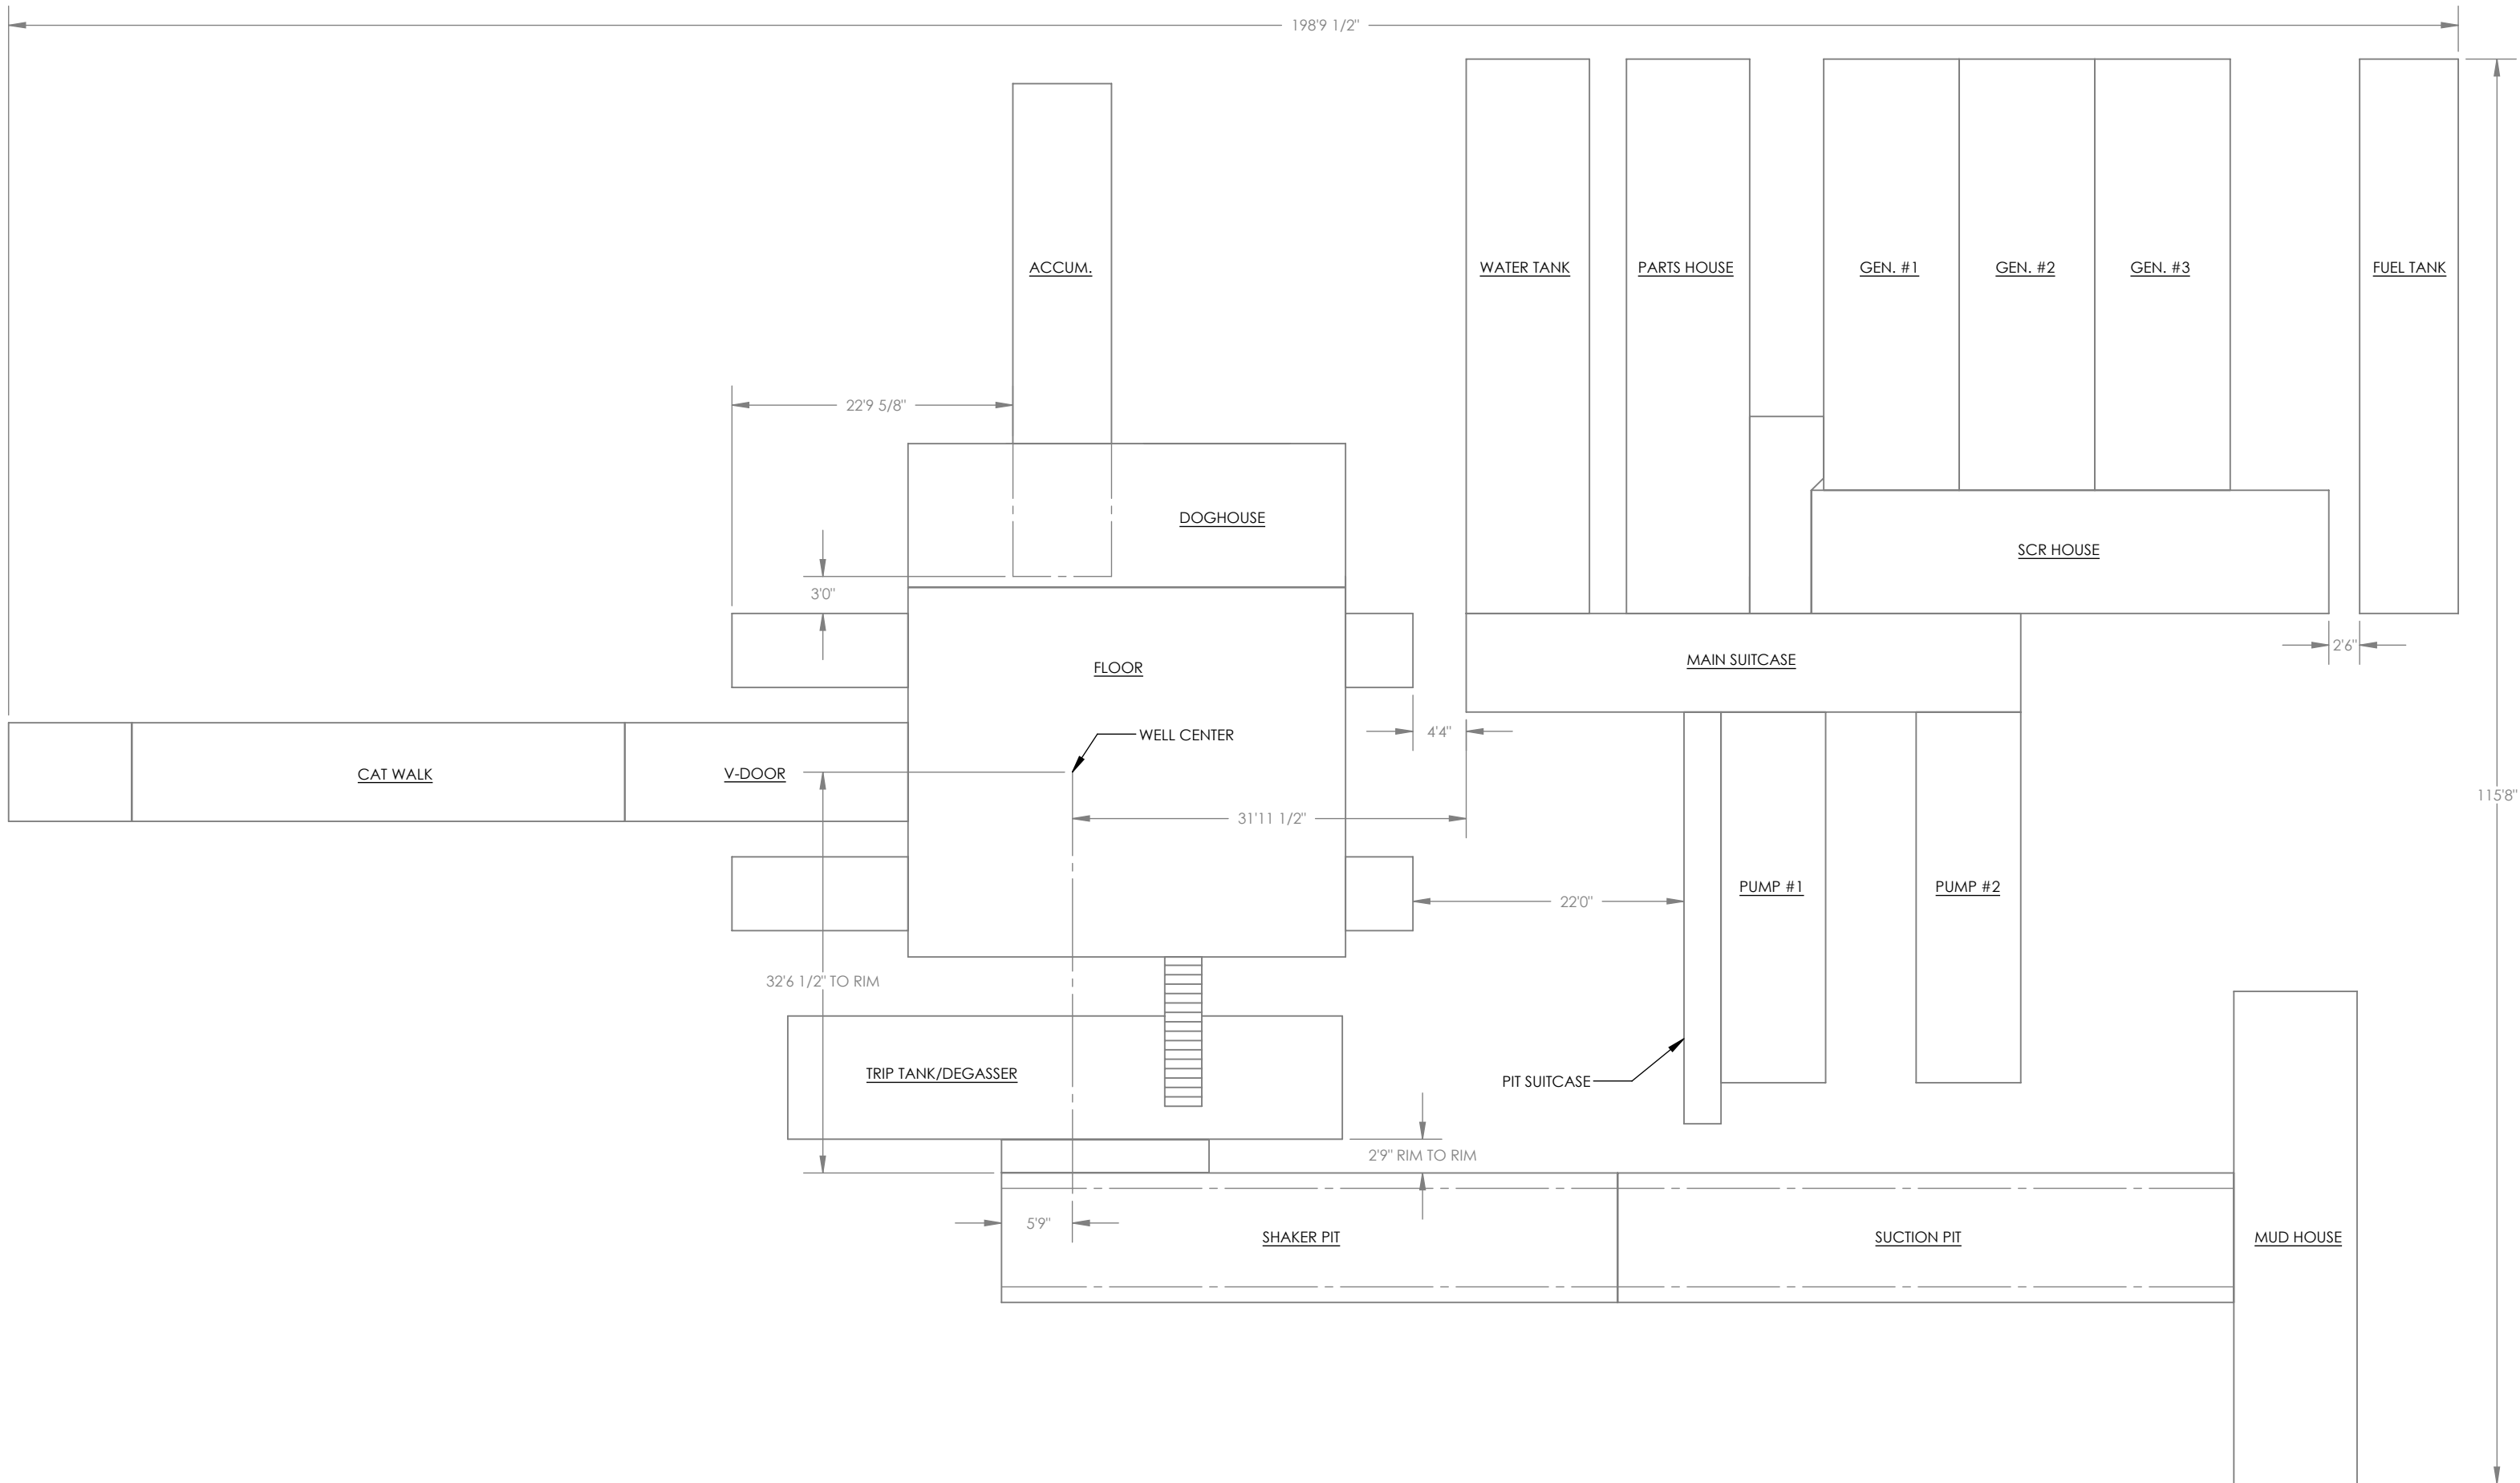 198'9 1/2"
ACCUM.
WATER TANK
PARTS HOUSE
GEN. #1
GEN. #2
GEN. #3
FUEL TANK
22'9 5/8"
DOGHOUSE
SCR HOUSE
3'0"
2'6"
FLOOR
MAIN SUITCASE
4'4"
WELL CENTER
CAT WALK
V-DOOR
115'8"
31'11 1/2"
PUMP #1
PUMP #2
22'0"
32'6 1/2" TO RIM
TRIP TANK/DEGASSER
PIT SUITCASE
2'9" RIM TO RIM
5'9"
SHAKER PIT
SUCTION PIT
MUD HOUSE